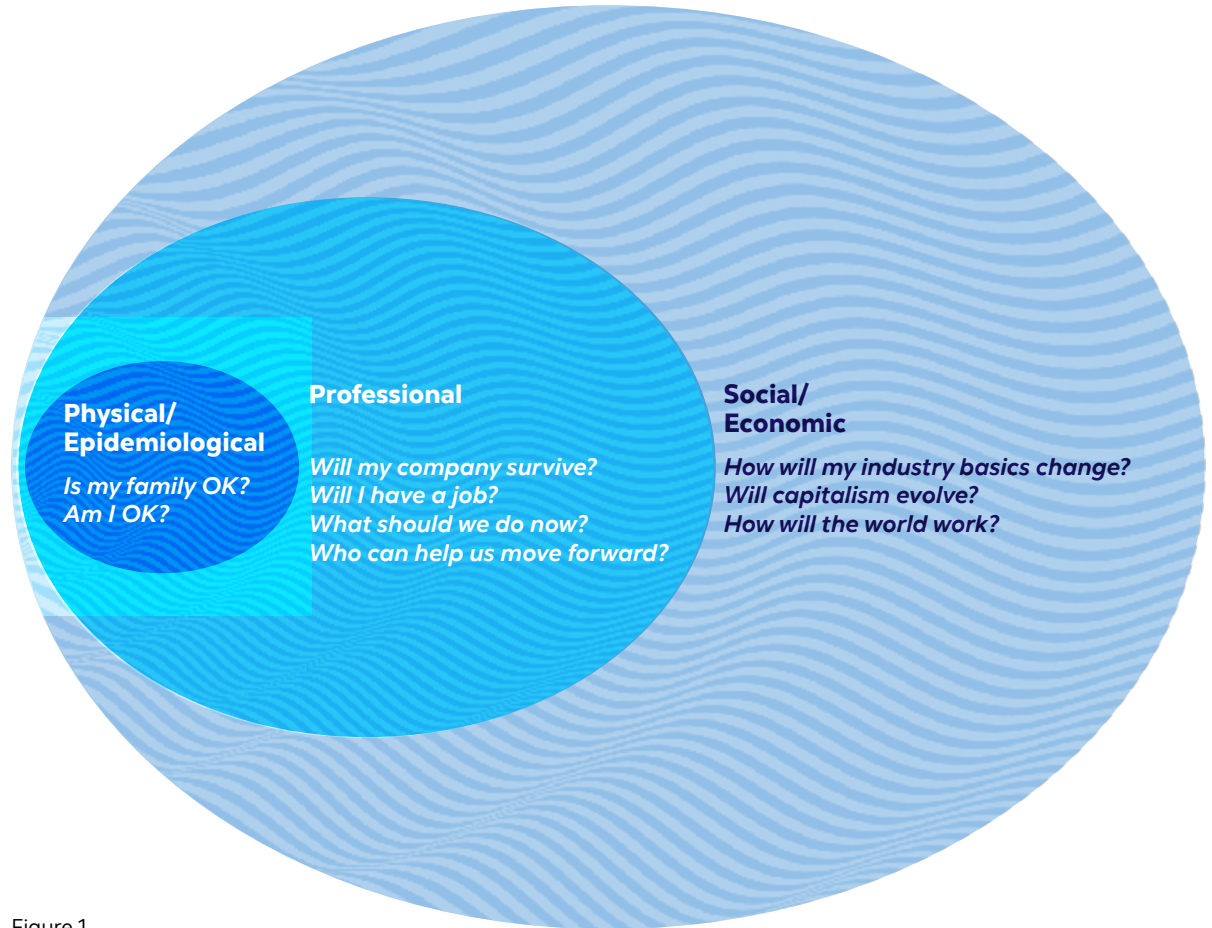 Physical/
Epidemiological
Is my family OK?
Am I OK?
Professional
Will my company survive?
Will I have a job?
What should we do now?
Who can help us move forward?
Social/
Economic
How will my industry basics change?
Will capitalism evolve?
How will the world work?
Figure 1